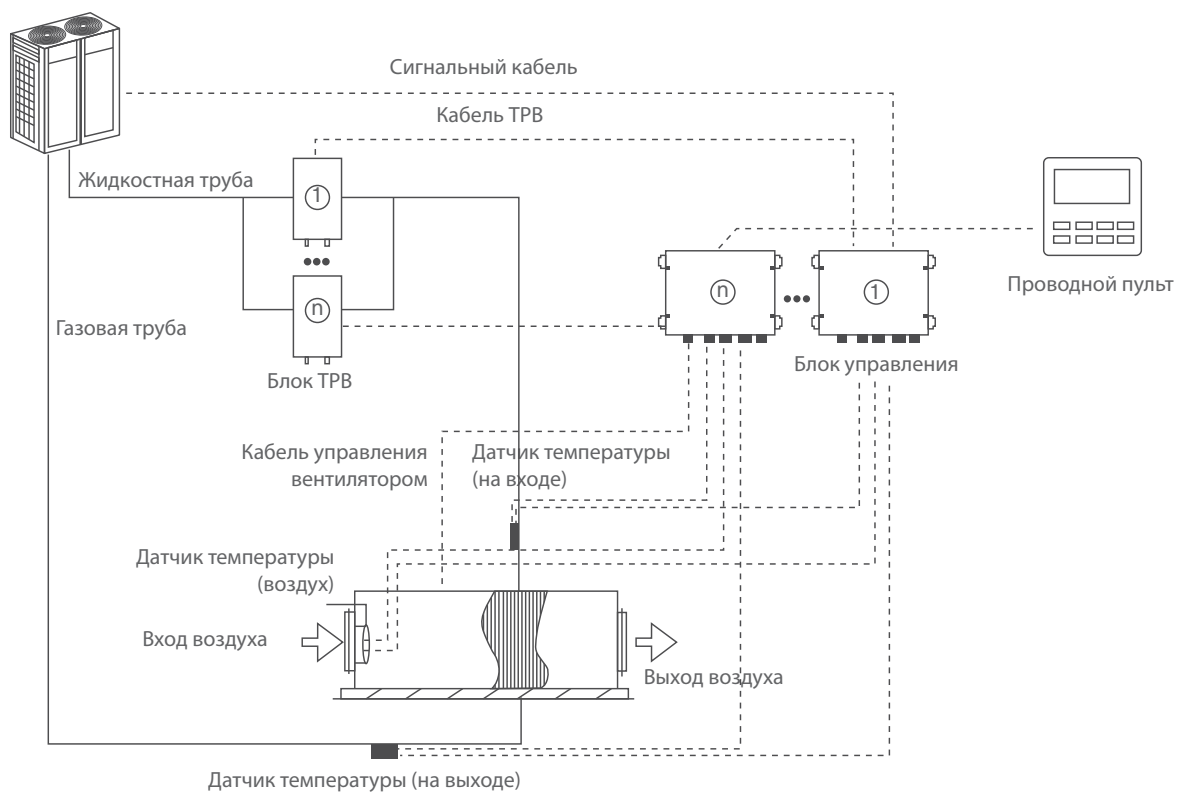 Сигнальный кабель
Кабель ТРВ
Жидкостная труба
1
n
1
n
Проводной пульт
Газовая труба
Блок ТРВ
Блок управления
Кабель управления
вентилятором
Датчик температуры
(на входе)
Датчик температуры
(воздух)
Вход воздуха
Выход воздуха
Датчик температуры (на выходе)